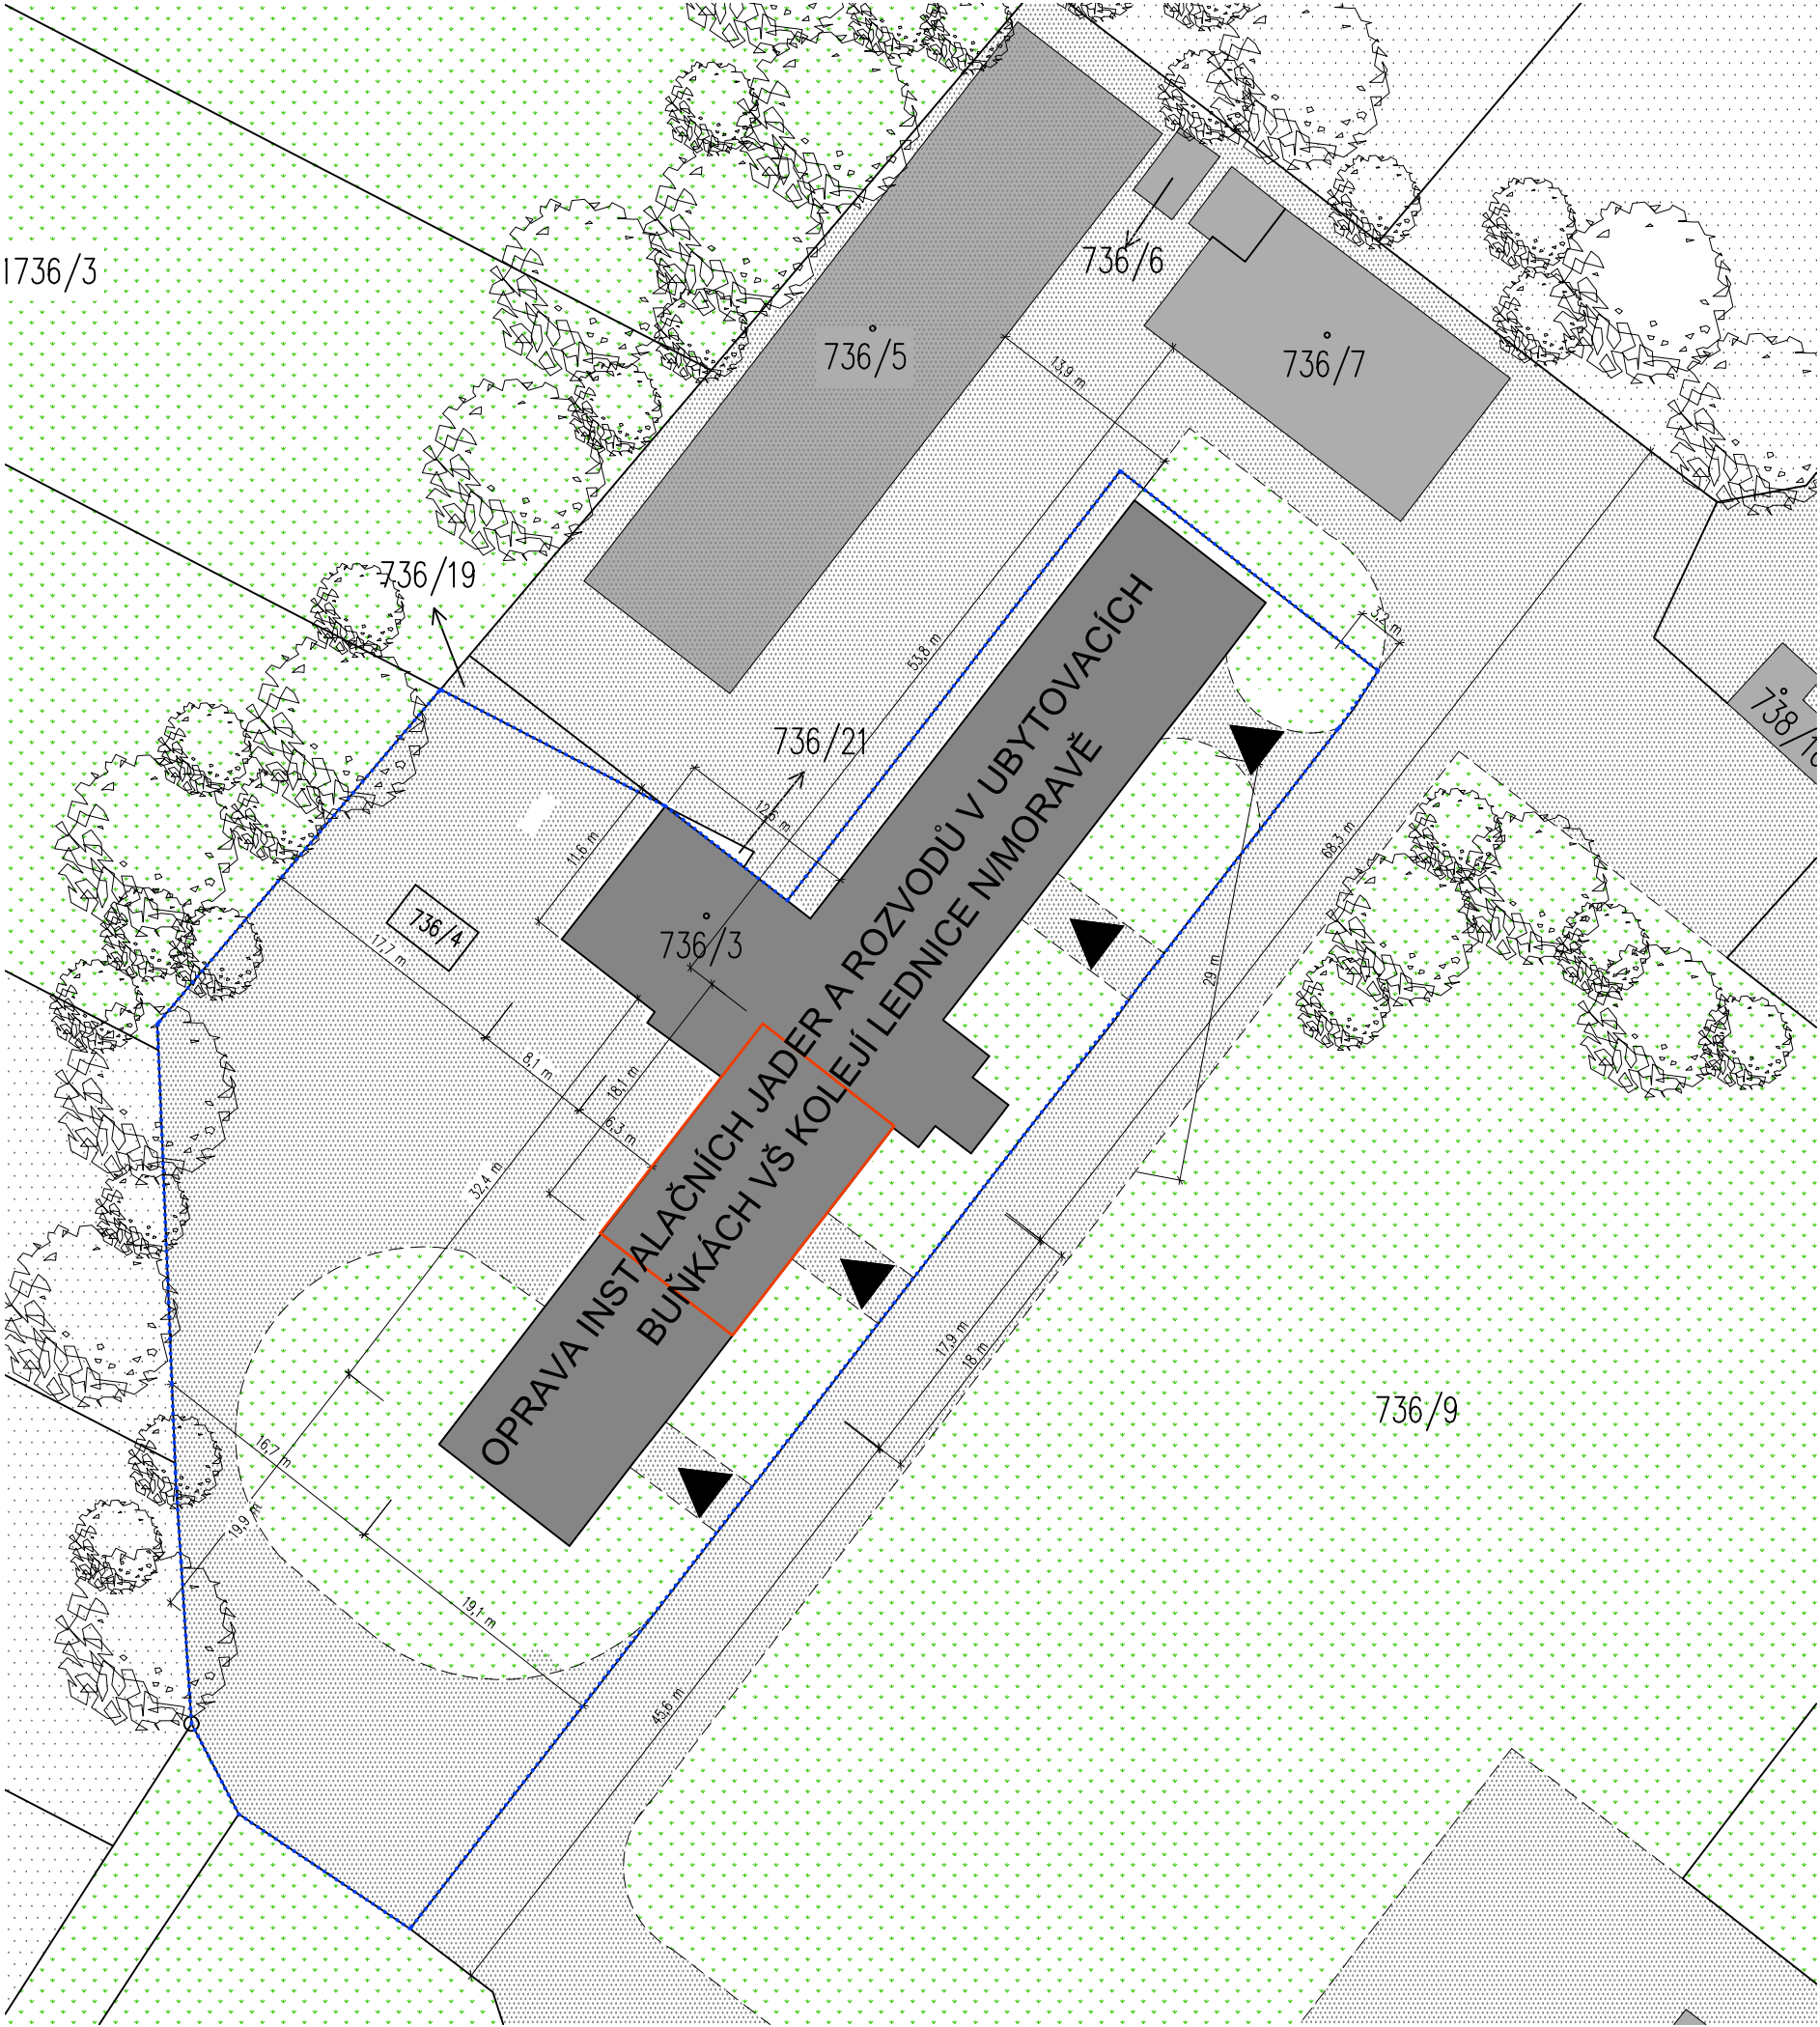 1736/3
736/6
736/5
736/7
13,9 m
736/19
3,2 m
53,8 m
738/1
736/21
12,6 m
11,6 m
68,3 m
736/4
736/3
17,7 m
29 m
8,1 m
18,1 m
6,3 m
32,4 m
OPRAVA INSTALAČNÍCH JADER A ROZVODŮ V UBYTOVACÍCH
BUŇKÁCH VŠ KOLEJÍ LEDNICE N/MORAVĚ
17,9 m
18 m
736/9
16,7 m
19,9 m
19,1 m
45,6 m